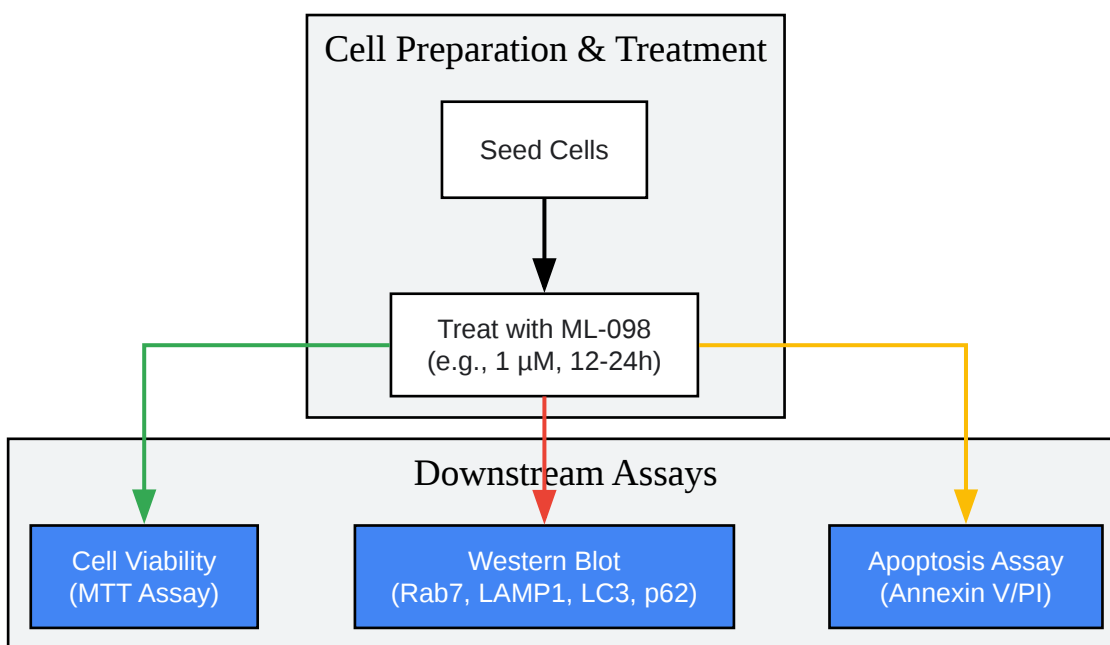 Cell Preparation & Treatment
Seed Cells
Treat with ML-098
(e.g., 1 µM, 12-24h)
Downstream Assays
Cell Viability
(MTT Assay)
Western Blot
(Rab7, LAMP1, LC3, p62)
Apoptosis Assay
(Annexin V/PI)